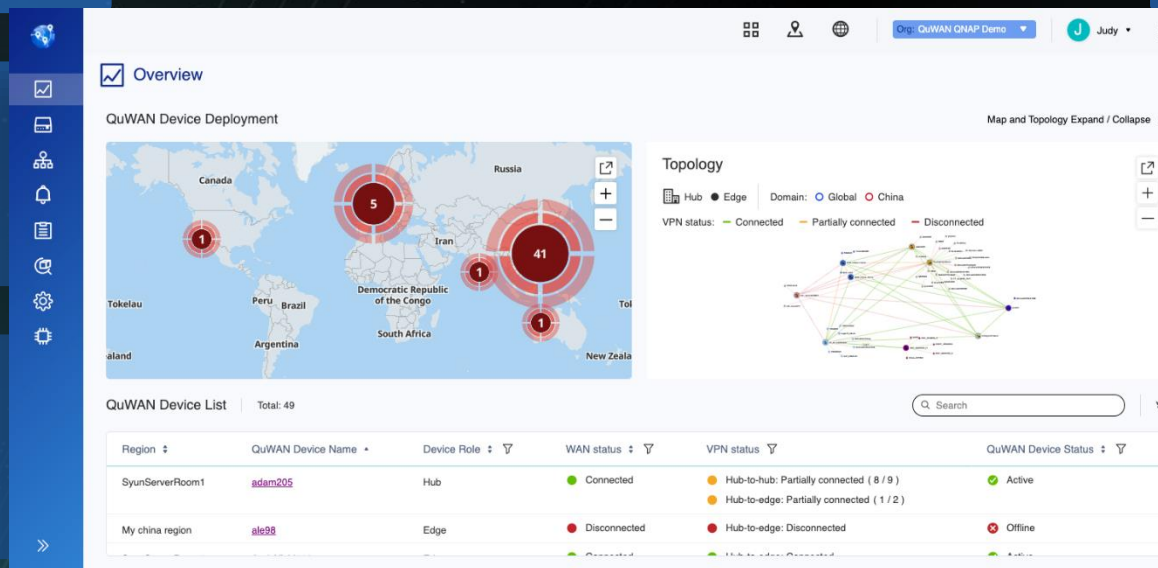 Org: QuWAN QNAP Demo
J
Judy
Overview
QuWAN Device Deployment
Map and Topology Expand / Collapse
Canada
Russia
Iran
Democratic Republic
of the Congo
Peru
Brazil
Tokelau
South Africa
Argentina
New Zeala
aland
Tol
5
1
41
1
1
Topology
Hub
Edge
Domain:
Global
China
VPN status:
Connected
Partially connected
Disconnected
QuWAN Device List
Total: 49
Search
Region
QuWAN Device Name
Device Role
WAN status
VPN status
QuWAN Device Status
SyunServerRoom1
adam205
Hub
Connected
Hub-to-hub: Partially connected ( 8 / 9 )
Hub-to-edge: Partially connected ( 1 / 2 )
Active
My china region
ale98
Edge
Disconnected
Hub-to-edge: Disconnected
Offline